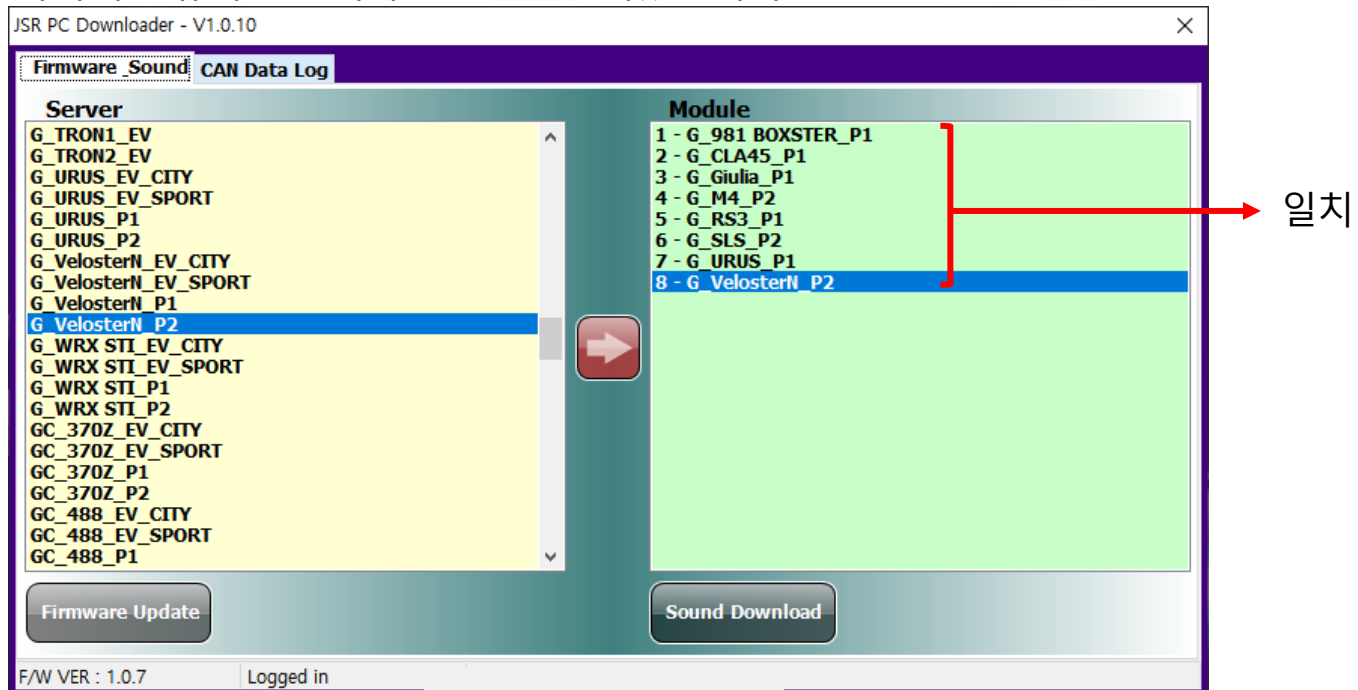 JSR PC Downloader - V1.0.10
Firmware _Sound
CAN Data Log
Server
G_TRON1_EV
G_TRON2_EV
G_URUS_EV_CITY
G_URUS_EV_SPORT
G_URUS_P1
G_URUS_P2
G_VelosterN_EV_CITY
G_VelosterN_EV_SPORT
G_VelosterN_P1
G_VelosterN_P2
G_WRX STI_EV_CITY
G_WRX STI_EV_SPORT
G_WRX STI_P1
G_WRX STI_P2
GC_370Z_EV_CITY
GC_370Z_EV_SPORT
GC_370Z_P1
GC_370Z_P2
GC_488_EV_CITY
GC_488_EV_SPORT
GC_488_P1
Module
1 - G_981 BOXSTER_P1
2 - G_CLA45_P1
3 - G_Giulia_P1
4 - G_M4_P2
5 - G_RS3_P1
6 - G_SLS_P2
7 - G_URUS_P1
8 - G_VelosterN_P2
일치
Firmware Update
Sound Download
F/W VER : 1.0.7
Logged in